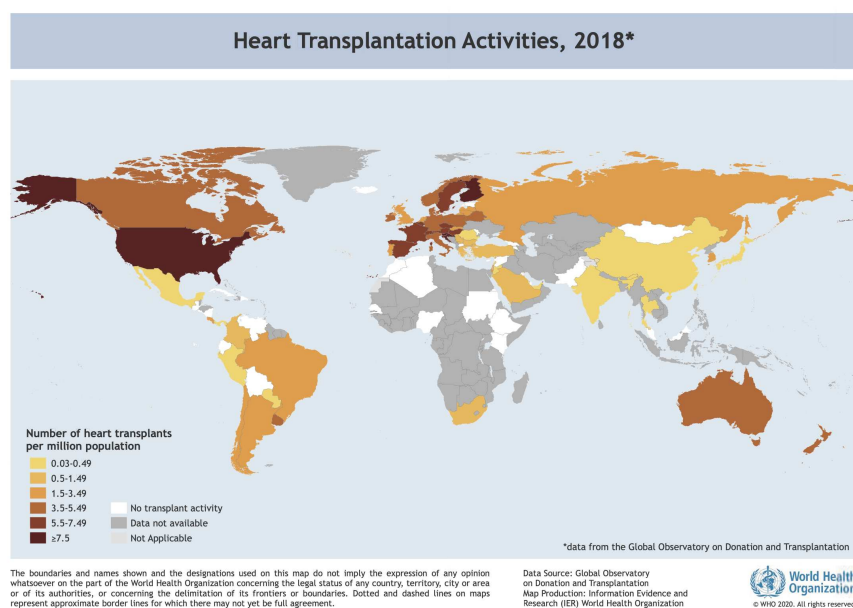 Heart Transplantation Activities, 2018*
Number of heart transplants
per million population
0.03-0.49
0.5-1.49
1.5-3.49
3.5-5.49
5.5-7.49
≥7.5
No transplant activity
Data not available
Not Applicable
*data from the Global Observatory on Donation and Transplantation
The boundaries and names shown and the designations used on this map do not imply the expression of any opinion
whatsoever on the part of the World Health Organization concerning the legal status of any country, territory, city or area
or of its authorities, or concerning the delimitation of its frontiers or boundaries. Dotted and dashed lines on maps
represent approximate border lines for which there may not yet be full agreement.
Data Source: Global Observatory
on Donation and Transplantation
Map Production: Information Evidence and
Research (IER) World Health Organization
World Health
Organization
© WHO 2020. All rights reserve